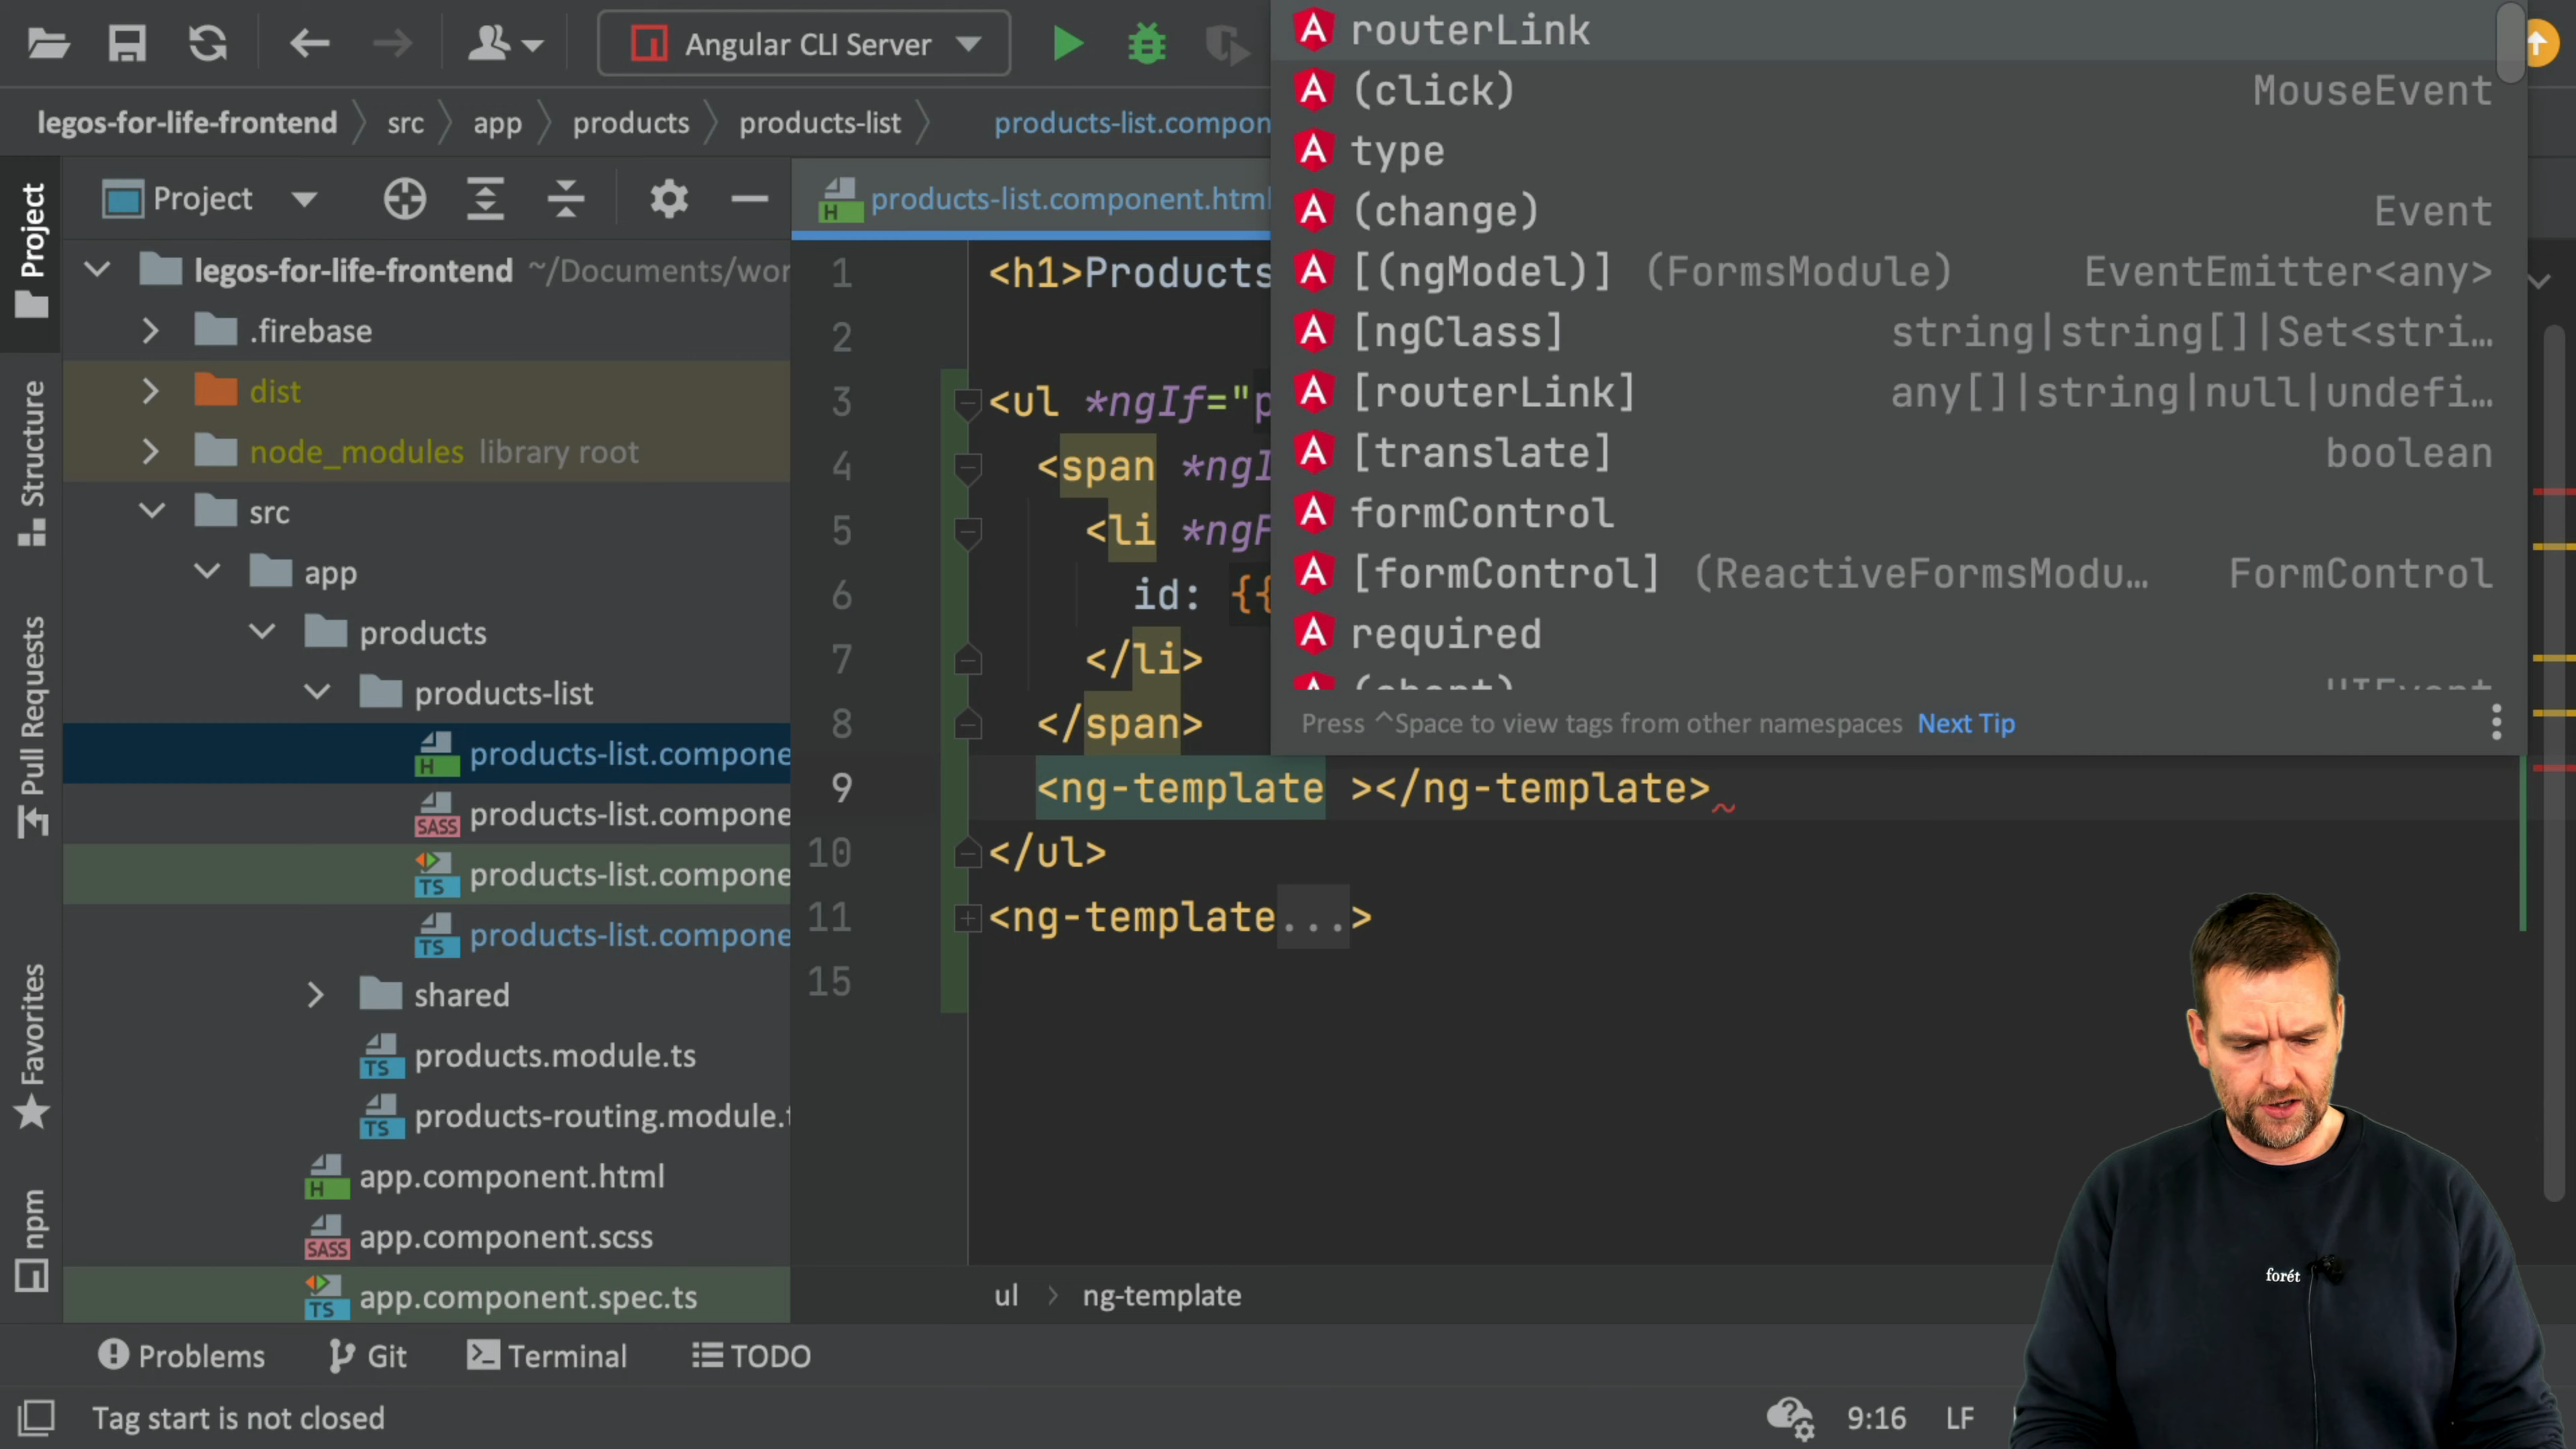 Angular CLI Server
legos-for-life-frontend
src
app
products
products-list
products-list.compon
Project
Structure
Pull Requests
Favorites
npm
Project
legos-for-life-frontend ~/Documents/wor
.firebase
dist
node_modules library root
src
app
products
products-list
products-list.compone
products-list.compone
products-list.compone
products-list.compone
shared
products.module.ts
products-routing.module.t
app.component.html
app.component.scss
app.component.spec.ts
products-list.component.html
1 <h1>Products
2
3 <ul *ngIf="p
4 <span *ngI
5 <li *ngF
6 id: {{
7 </li>
8 </span>
9 <ng-template ></ng-template>
10 </ul>
11 <ng-template...>
15
routerLink
(click) MouseEvent
type
(change) Event
[(ngModel)] (FormsModule) EventEmitter<any>
[ngClass] string|string[]|Set<stri…
[routerLink] any[]|string|null|undefi…
[translate] boolean
formControl
[formControl] (ReactiveFormsModu… FormControl
required
Press ^Space to view tags from other namespaces Next Tip
ul > ng-template
Problems
Git
Terminal
TODO
Tag start is not closed
9:16 LF
forét